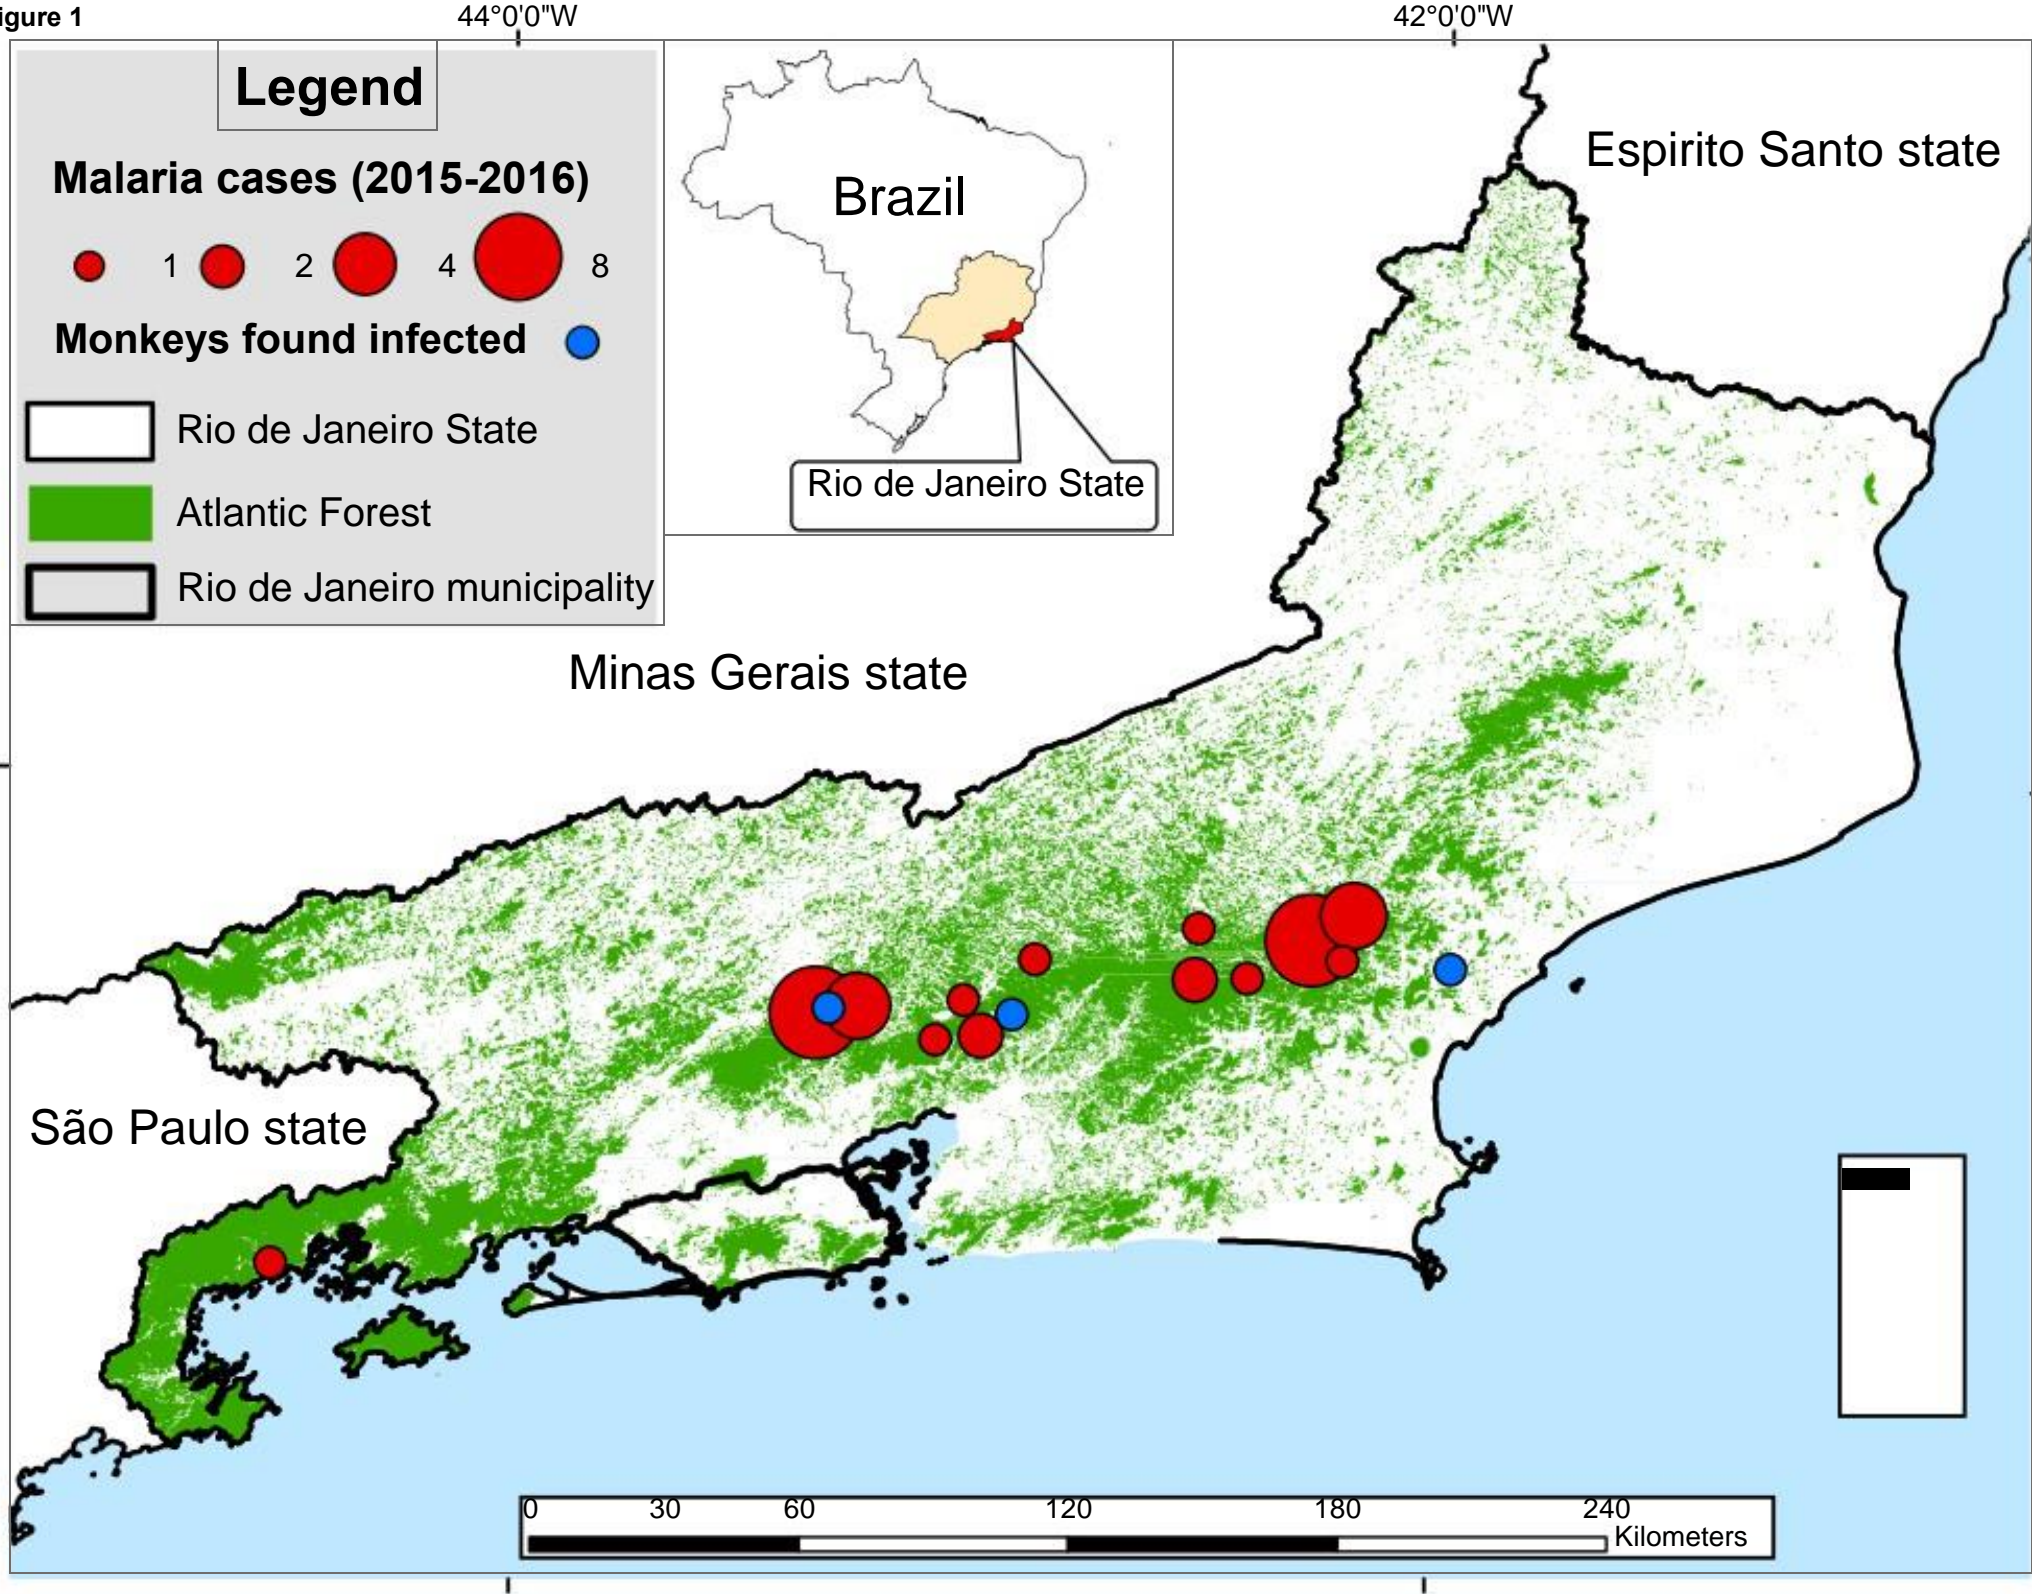 igure 1
44°0'0"W
42°0'0"W
Legend
Malaria cases (2015-2016)
1 2 4 8
Monkeys found infected
Rio de Janeiro State
Atlantic Forest
Rio de Janeiro municipality
Brazil
Rio de Janeiro State
Espirito Santo state
Minas Gerais state
São Paulo state
0 30 60 120 180 240
Kilometers